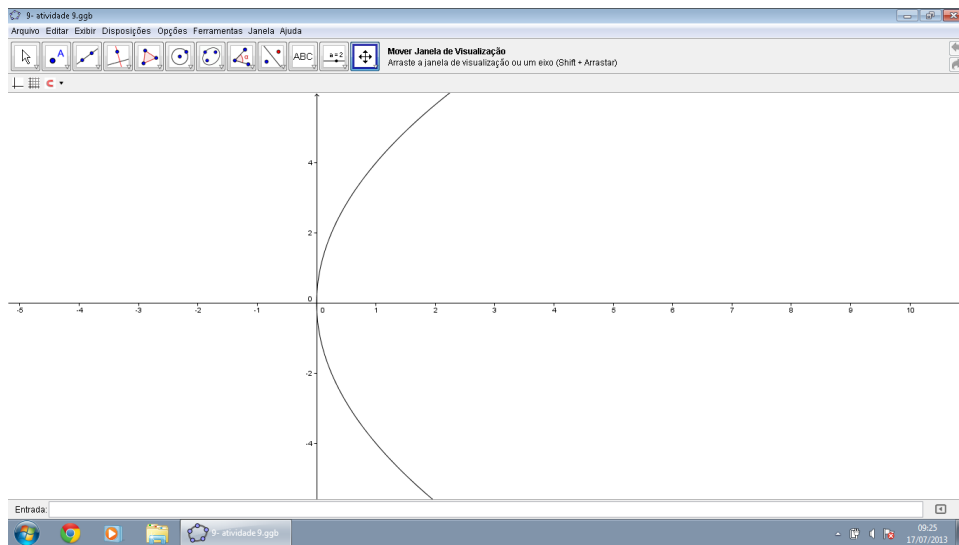 9- atividade 9.ggb
Arquivo Editar Exibir Disposições Opções Ferramentas Janela Ajuda
A
α
ABC
a=2
Mover Janela de Visualização
Arraste a janela de visualização ou um eixo (Shift + Arrastar)
4
2
0
-5 -4 -3 -2 -1 0 1 2 3 4 5 6 7 8 9 10
-2
-4
Entrada:
9- atividade 9.ggb
09:25
17/07/2013